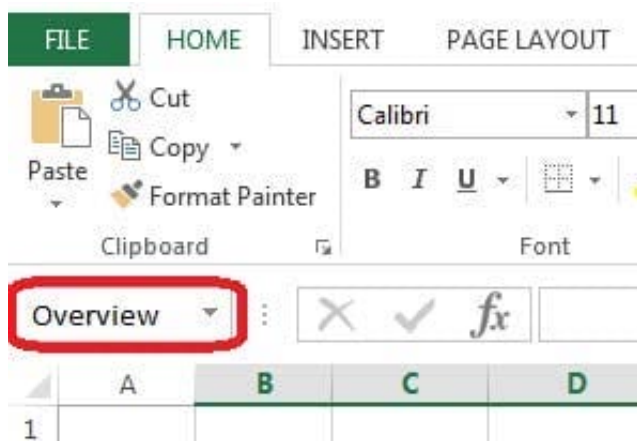 FILE HOME INSERT PAGE LAYOUT
Cut
Calibri 11
Copy
Paste
B I U
Format Painter
Clipboard Font
Overview fx
A B C D
1